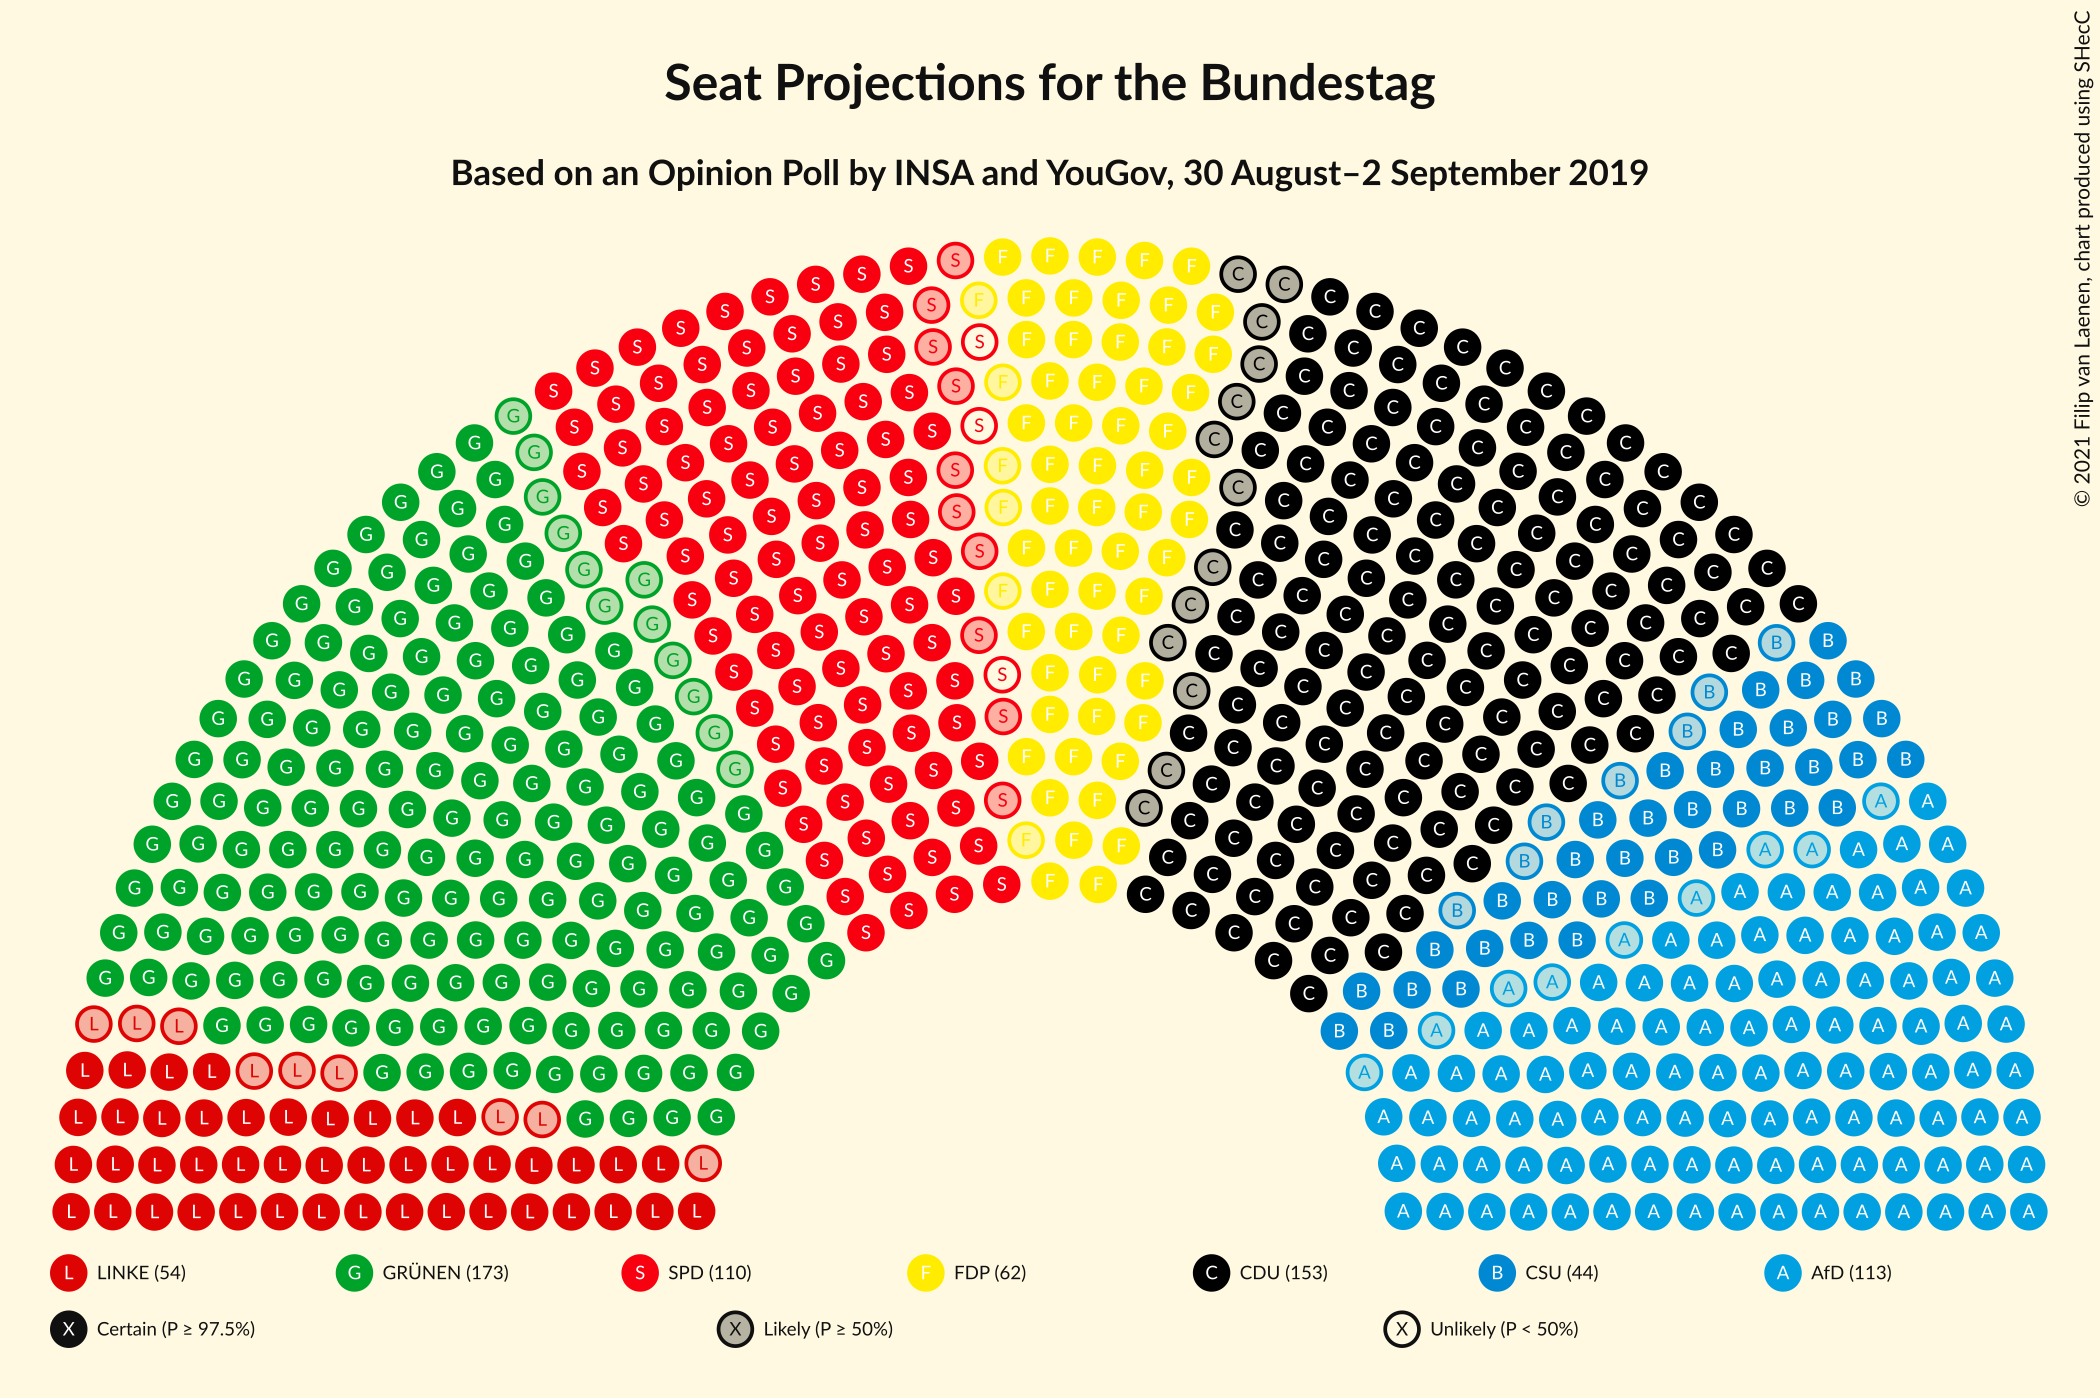 Seat Projections for the Bundestag
Based on an Opinion Poll by INSA and YouGov, 30 August–2 September 2019
© 2021 Filip van Laenen, chart produced using SHecC
L LINKE (54)
G GRÜNEN (173)
S SPD (110)
F FDP (62)
C CDU (153)
B CSU (44)
A AfD (113)
X Certain (P ≥ 97.5%)
X Likely (P ≥ 50%)
X Unlikely (P < 50%)